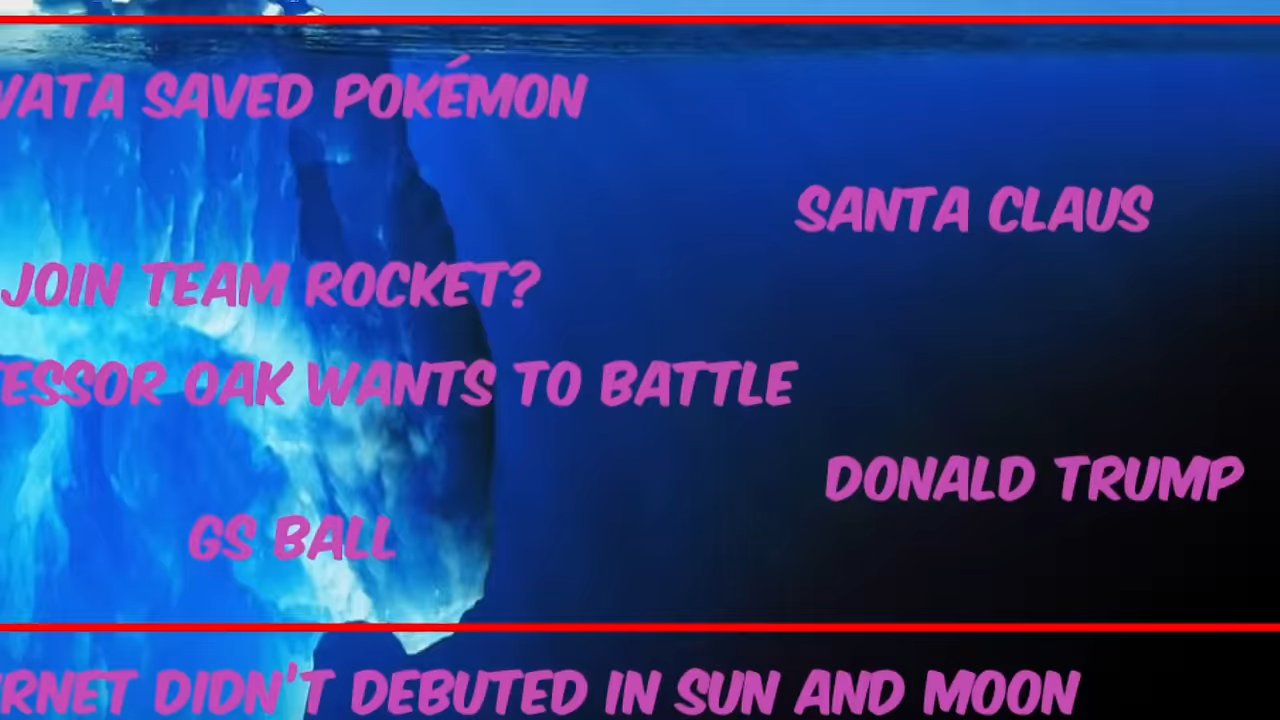 WATA SAVED POKÉMON
SANTA CLAUS
JOIN TEAM ROCKET?
ESSOR OAK WANTS TO BATTLE
DONALD TRUMP
GS BALL
RNET DIDN'T DEBUTED IN SUN AND MOON